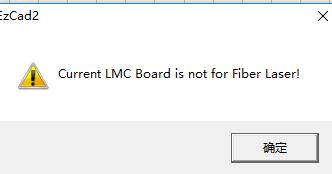 EzCad2
Current LMC Board is not for Fiber Laser!
确定